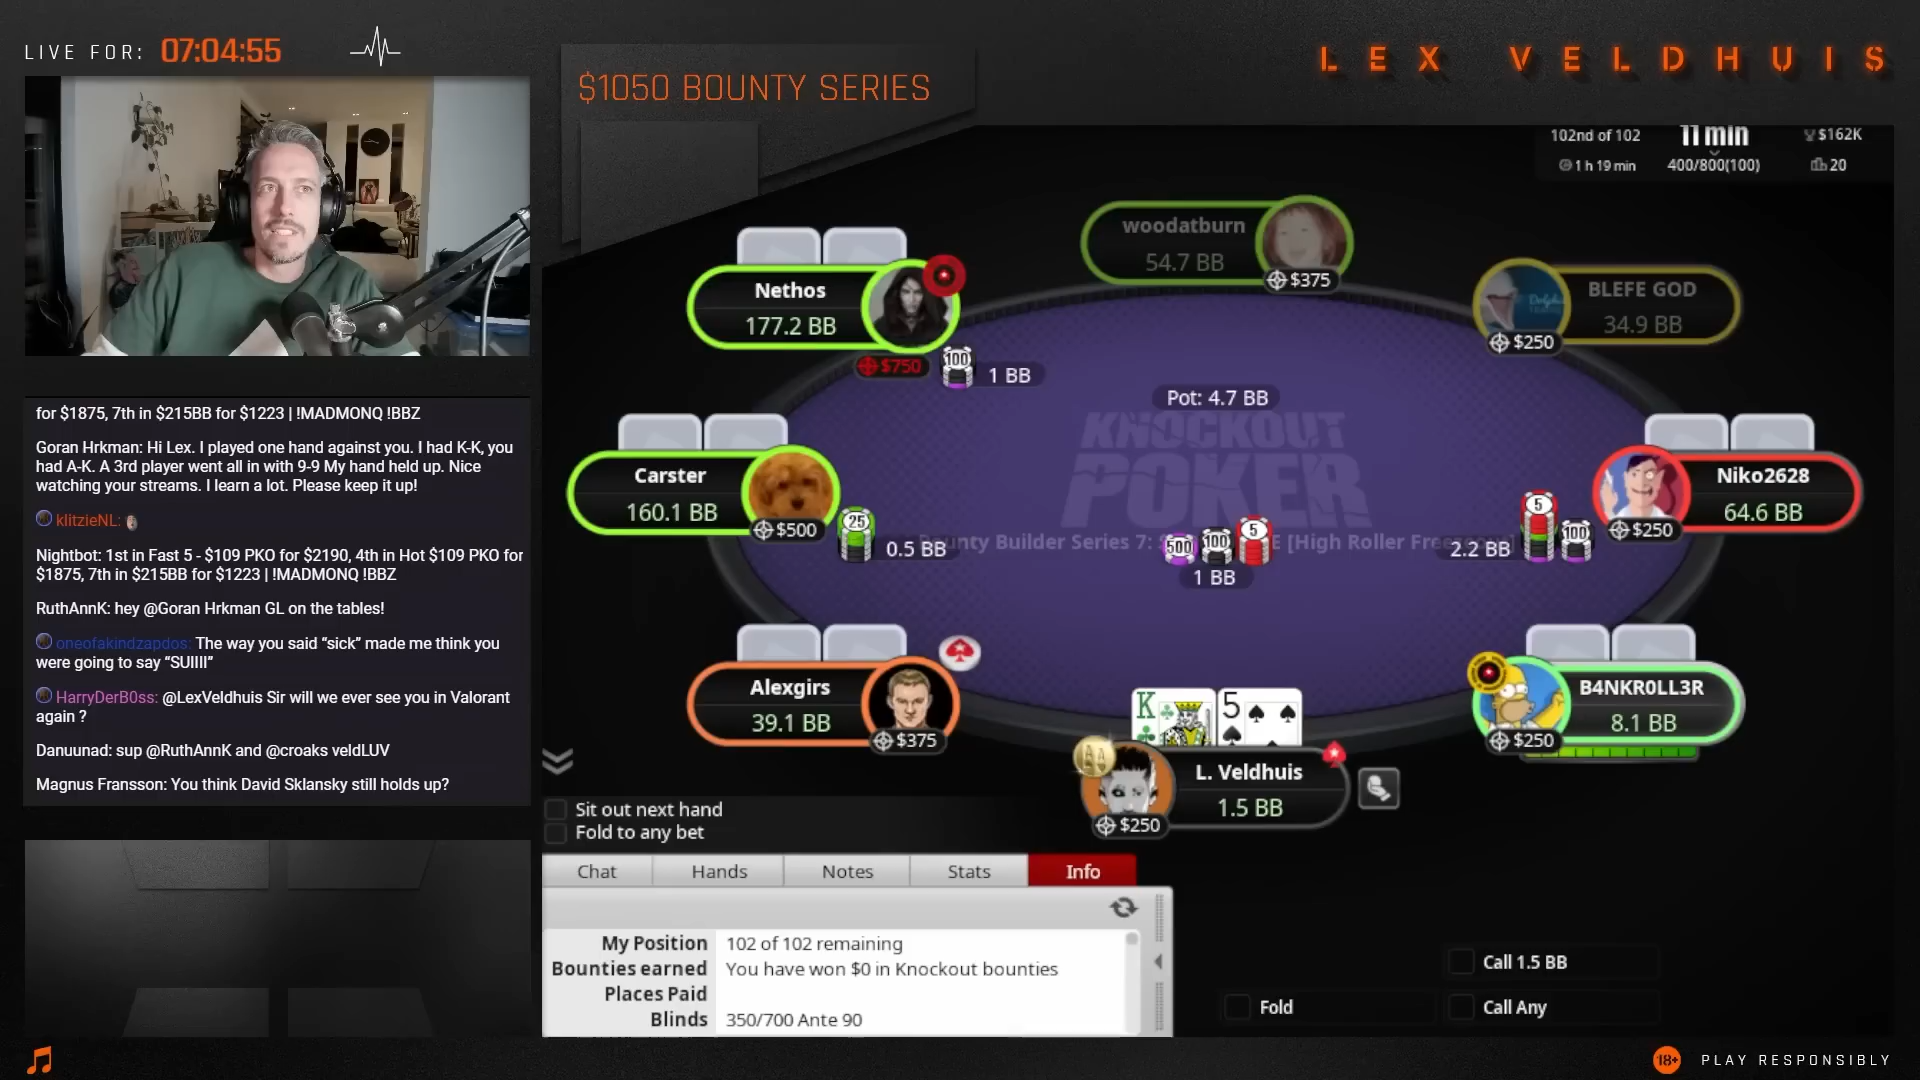 LIVE FOR: 07:04:55
$1050 BOUNTY SERIES
LEX VELDHUIS
102nd of 102
11 min
$162K
1 h 19 min
400/800(100)
20
for $1875, 7th in $215BB for $1223 | !MADMONQ !BBZ
Goran Hrkman: Hi Lex. I played one hand against you. I had K-K, you
had A-K. A 3rd player went all in with 9-9 My hand held up. Nice
watching your streams. I learn a lot. Please keep it up!
klitzieNL:
Nightbot: 1st in Fast 5 - $109 PKO for $2190, 4th in Hot $109 PKO for
$1875, 7th in $215BB for $1223 | !MADMONQ !BBZ
RuthAnnK: hey @Goran Hrkman GL on the tables!
oneofakindzapdos: The way you said “sick” made me think you
were going to say “SUIIII”
HarryDerB0ss: @LexVeldhuis Sir will we ever see you in Valorant
again ?
Danuunad: sup @RuthAnnK and @croaks veldLUV
Magnus Fransson: You think David Sklansky still holds up?
woodatburn
54.7 BB
$375
Nethos
177.2 BB
$750
100
1 BB
BLEFE GOD
34.9 BB
$250
Pot: 4.7 BB
KNOCKOUT
POKER
Carster
160.1 BB
$500
25
0.5 BB
Niko2628
64.6 BB
$250
5
100
2.2 BB
Bounty Builder Series 7:
[High Roller
500
100
5
1 BB
Alexgirs
39.1 BB
$375
K
5
L. Veldhuis
1.5 BB
$250
B4NKR0LL3R
8.1 BB
$250
Sit out next hand
Fold to any bet
Chat
Hands
Notes
Stats
Info
My Position 102 of 102 remaining
Bounties earned You have won $0 in Knockout bounties
Places Paid
Blinds 350/700 Ante 90
Call 1.5 BB
Fold
Call Any
18+ PLAY RESPONSIBLY